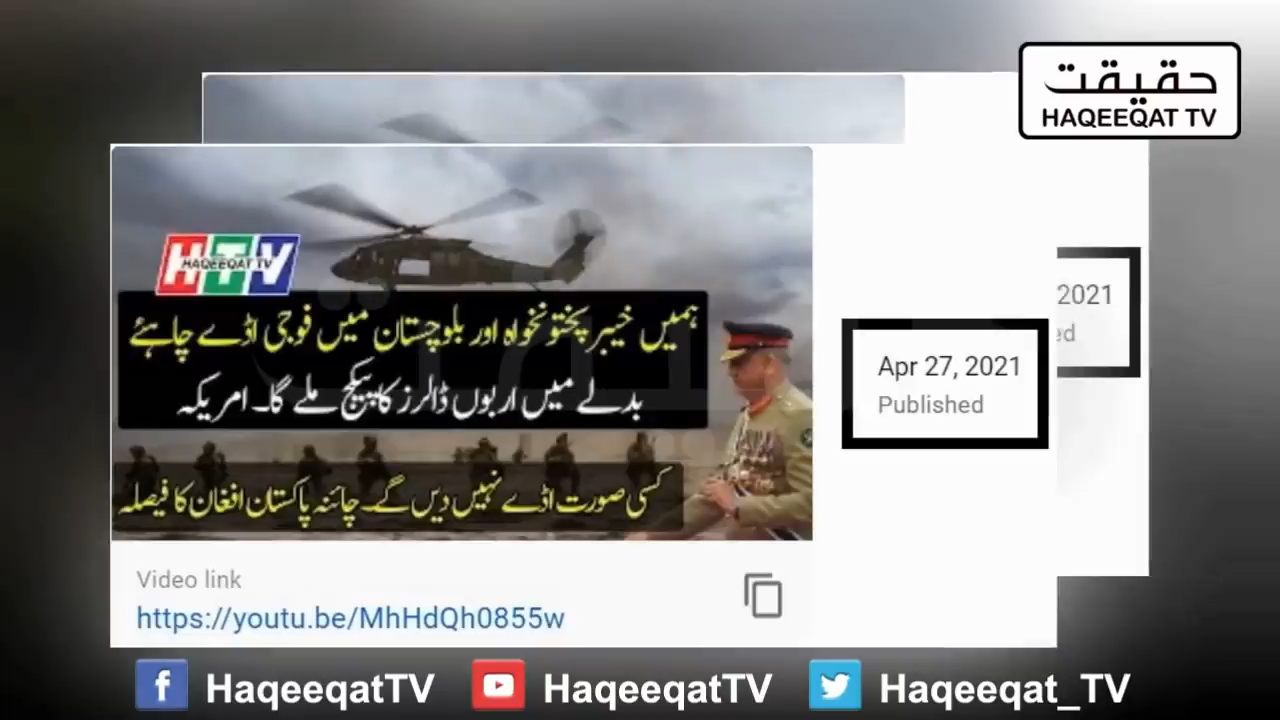 حقیقت
HAQEEQAT TV
HTV
HAQEEQAT TV
ہمیں خیبر پختونخواہ اور بلوچستان میں فوجی اڈے چاہئے
بدلے میں اربوں ڈالرز کا پیکج ملے گا۔ امریکہ
کسی صورت اڈے نہیں دیں گے۔ چائنہ پاکستان افغان کا فیصلہ
2021
Apr 27, 2021
Published
Video link
https://youtu.be/MhHdQh0855w
HaqeeqatTV
HaqeeqatTV
Haqeeqat_TV